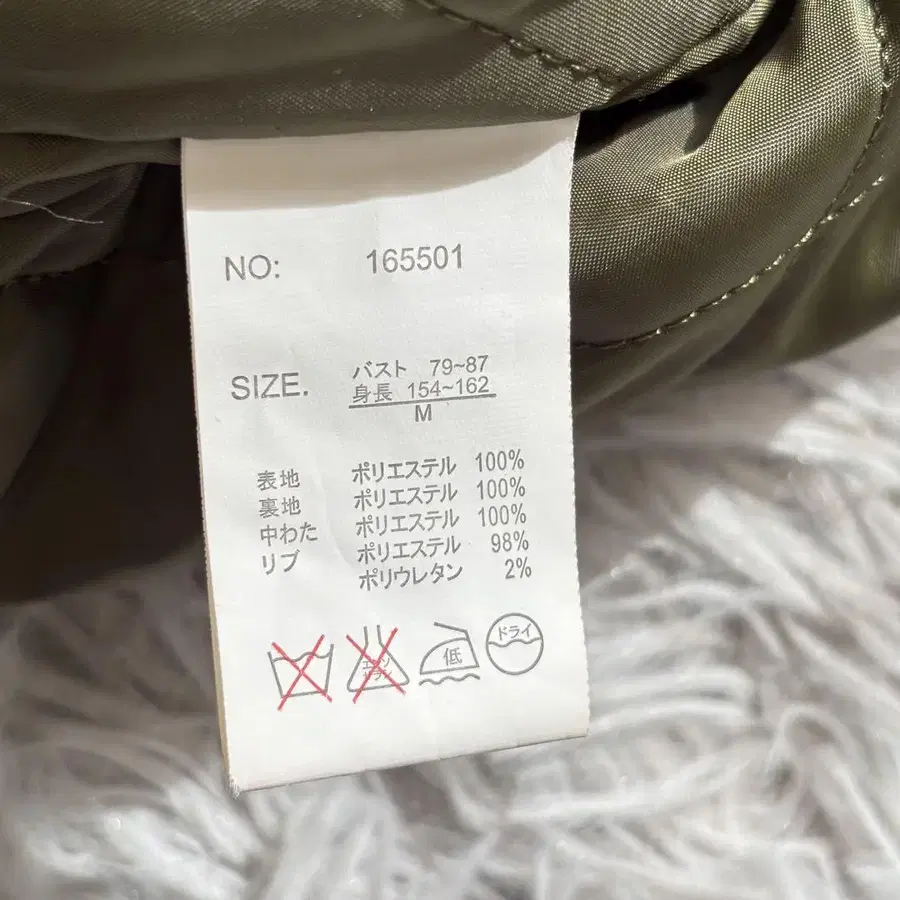 NO: 165501
SIZE. バスト 79~87
身長 154~162
M
表地 ポリエステル 100%
裏地 ポリエステル 100%
中わた ポリエステル 100%
リブ ポリエステル 98%
ポリウレタン 2%
低 ドライ